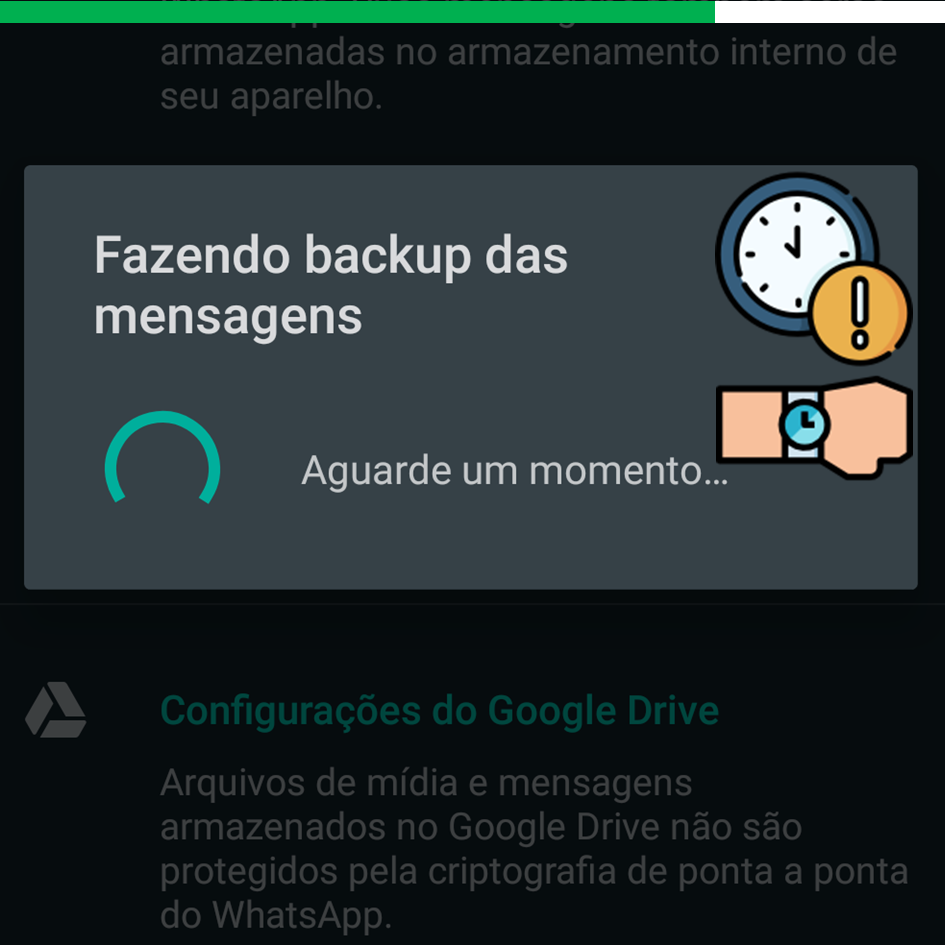 armazenadas no armazenamento interno de
seu aparelho.
Fazendo backup das
mensagens
Aguarde um momento...
Configurações do Google Drive
Arquivos de mídia e mensagens
armazenados no Google Drive não são
protegidos pela criptografia de ponta a ponta
do WhatsApp.